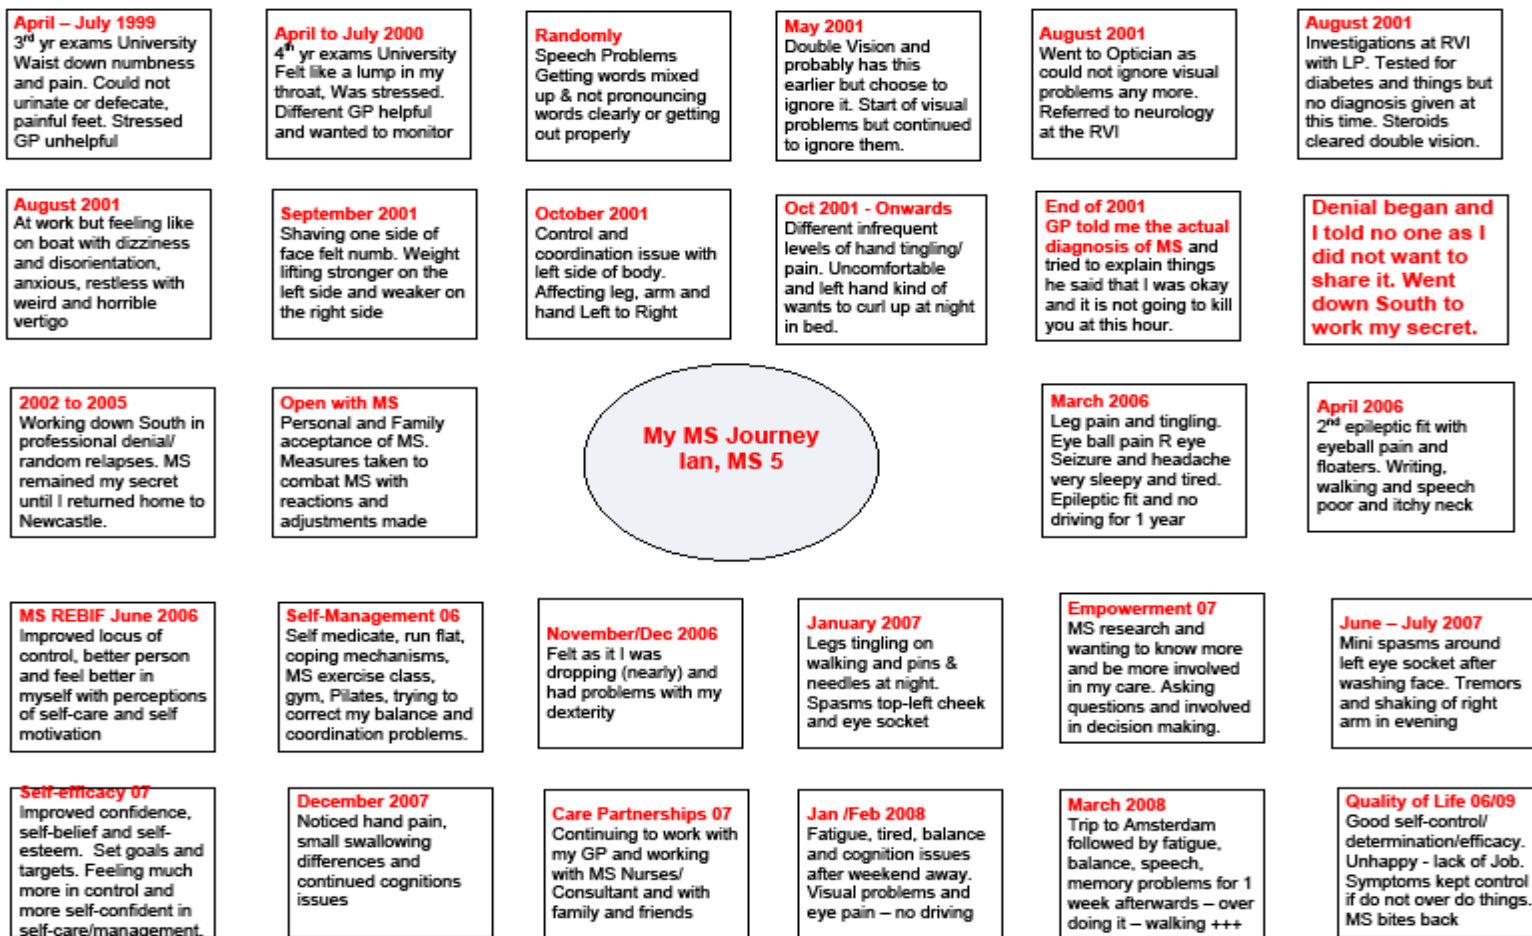 April – July 1999
3rd yr exams University
Waist down numbness
and pain. Could not
urinate or defecate,
painful feet. Stressed
GP unhelpful
April to July 2000
4th yr exams University
Felt like a lump in my
throat, Was stressed.
Different GP helpful
and wanted to monitor
Randomly
Speech Problems
Getting words mixed
up & not pronouncing
words clearly or getting
out properly
May 2001
Double Vision and
probably has this
earlier but choose to
ignore it. Start of visual
problems but continued
to ignore them.
August 2001
Went to Optician as
could not ignore visual
problems any more.
Referred to neurology
at the RVI
August 2001
Investigations at RVI
with LP. Tested for
diabetes and things but
no diagnosis given at
this time. Steroids
cleared double vision.
August 2001
At work but feeling like
on boat with dizziness
and disorientation,
anxious, restless with
weird and horrible
vertigo
September 2001
Shaving one side of
face felt numb. Weight
lifting stronger on the
left side and weaker on
the right side
October 2001
Control and
coordination issue with
left side of body.
Affecting leg, arm and
hand Left to Right
Oct 2001 - Onwards
Different infrequent
levels of hand tingling/
pain. Uncomfortable
and left hand kind of
wants to curl up at night
in bed.
End of 2001
GP told me the actual
diagnosis of MS and
tried to explain things
he said that I was okay
and it is not going to kill
you at this hour.
Denial began and
I told no one as I
did not want to
share it. Went
down South to
work my secret.
2002 to 2005
Working down South in
professional denial/
random relapses. MS
remained my secret
until I returned home to
Newcastle.
Open with MS
Personal and Family
acceptance of MS.
Measures taken to
combat MS with
reactions and
adjustments made
My MS Journey
Ian, MS 5
March 2006
Leg pain and tingling.
Eye ball pain R eye
Seizure and headache
very sleepy and tired.
Epileptic fit and no
driving for 1 year
April 2006
2nd epileptic fit with
eyeball pain and
floaters. Writing,
walking and speech
poor and itchy neck
MS REBIF June 2006
Improved locus of
control, better person
and feel better in
myself with perceptions
of self-care and self
motivation
Self-Management 06
Self medicate, run flat,
coping mechanisms,
MS exercise class,
gym, Pilates, trying to
correct my balance and
coordination problems.
November/Dec 2006
Felt as it I was
dropping (nearly) and
had problems with my
dexterity
January 2007
Legs tingling on
walking and pins &
needles at night.
Spasms top-left cheek
and eye socket
Empowerment 07
MS research and
wanting to know more
and be more involved
in my care. Asking
questions and involved
in decision making.
June – July 2007
Mini spasms around
left eye socket after
washing face. Tremors
and shaking of right
arm in evening
Self-efficacy 07
Improved confidence,
self-belief and self-
esteem. Set goals and
targets. Feeling much
more in control and
more self-confident in
self-care/management.
December 2007
Noticed hand pain,
small swallowing
differences and
continued cognitions
issues
Care Partnerships 07
Continuing to work with
my GP and working
with MS Nurses/
Consultant and with
family and friends
Jan /Feb 2008
Fatigue, tired, balance
and cognition issues
after weekend away.
Visual problems and
eye pain – no driving
March 2008
Trip to Amsterdam
followed by fatigue,
balance, speech,
memory problems for 1
week afterwards – over
doing it – walking +++
Quality of Life 06/09
Good self-control/
determination/efficacy.
Unhappy - lack of Job.
Symptoms kept control
if do not over do things.
MS bites back